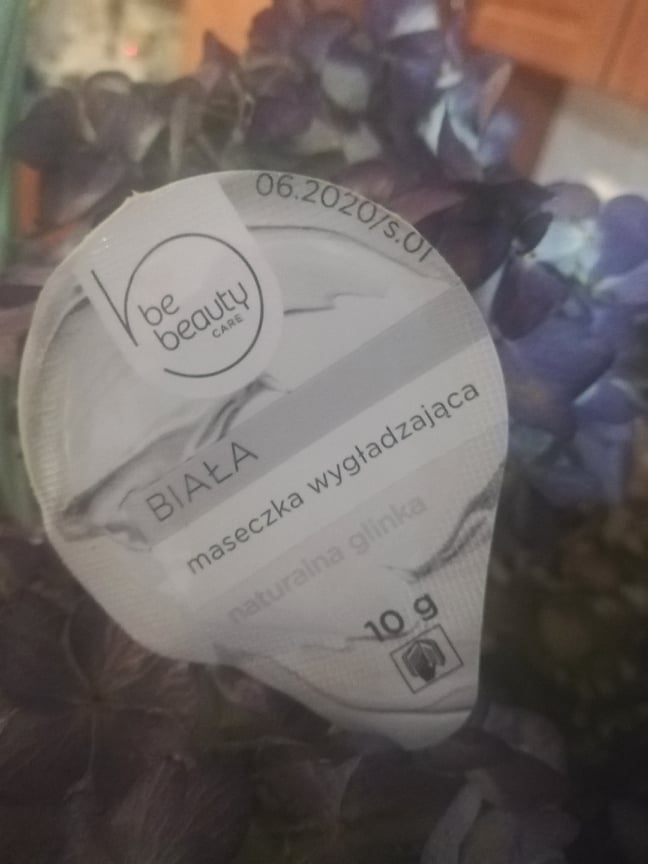 06.2020/s.01
be
beauty
CARE
BIAŁA
maseczka wygładzająca
naturalna glinka
10 g